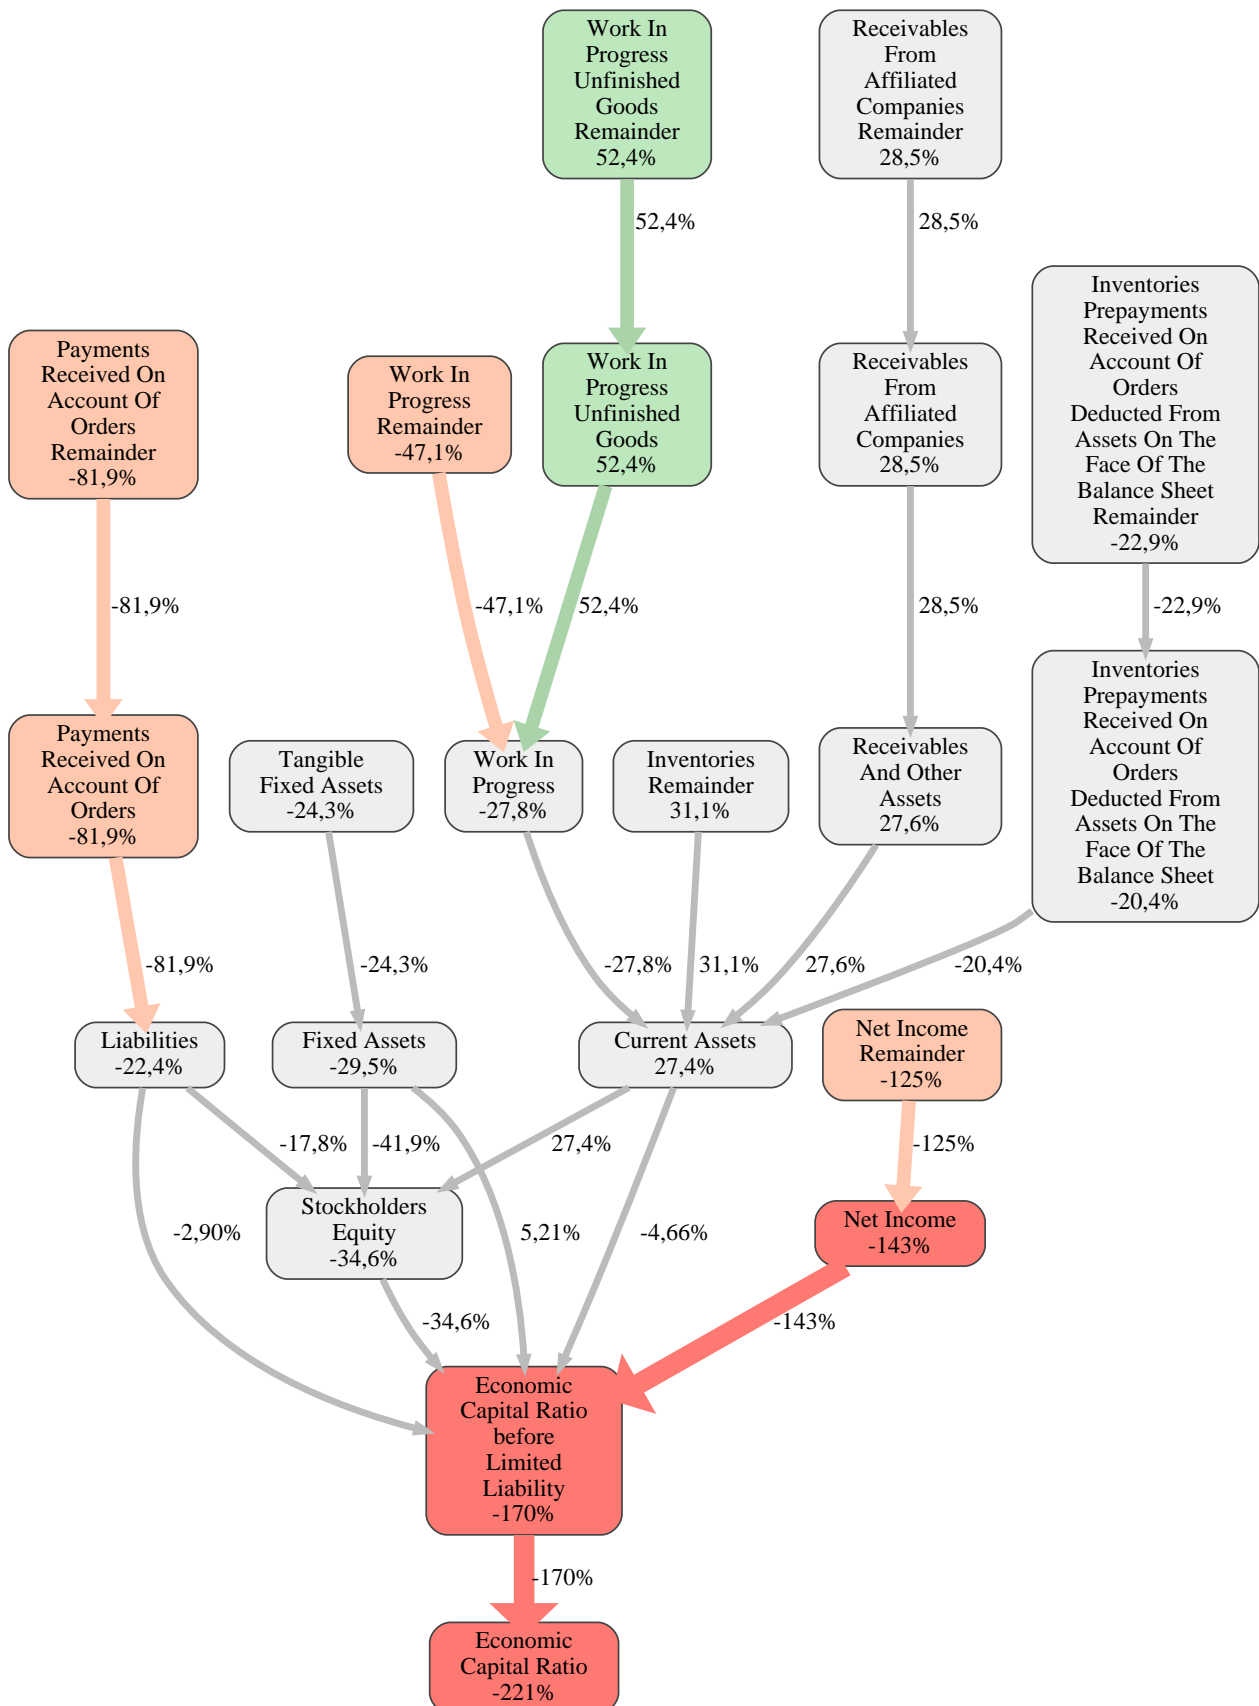 Work In
Progress
Unfinished
Goods
Remainder
52,4%
Receivables
From
Affiliated
Companies
Remainder
28,5%
52,4%
28,5%
Inventories
Prepayments
Received On
Account Of
Orders
Deducted From
Assets On The
Face Of The
Balance Sheet
Remainder
-22,9%
Payments
Received On
Account Of
Orders
Remainder
-81,9%
Work In
Progress
Remainder
-47,1%
Work In
Progress
Unfinished
Goods
52,4%
Receivables
From
Affiliated
Companies
28,5%
-81,9%
-47,1%
52,4%
28,5%
-22,9%
Inventories
Prepayments
Received On
Account Of
Orders
Deducted From
Assets On The
Face Of The
Balance Sheet
-20,4%
Payments
Received On
Account Of
Orders
-81,9%
Tangible
Fixed Assets
-24,3%
Work In
Progress
-27,8%
Inventories
Remainder
31,1%
Receivables
And Other
Assets
27,6%
-81,9%
-24,3%
-27,8%
31,1%
27,6%
-20,4%
Liabilities
-22,4%
Fixed Assets
-29,5%
Current Assets
27,4%
Net Income
Remainder
-125%
-17,8%
-41,9%
27,4%
-125%
Stockholders
Equity
-34,6%
-2,90%
5,21%
-4,66%
Net Income
-143%
-34,6%
-143%
Economic
Capital Ratio
before
Limited
Liability
-170%
-170%
Economic
Capital Ratio
-221%